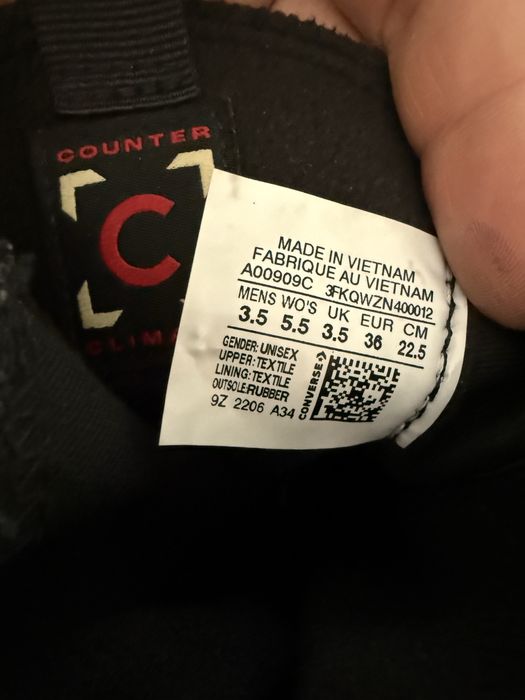 COUNTER
C
CLIMA
MADE IN VIETNAM
FABRIQUE AU VIETNAM
A00909C 3FKQWZN400012
MENS WO'S UK EUR CM
3.5 5.5 3.5 36 22.5
GENDER: UNISEX
UPPER: TEXTILE
LINING: TEXTILE
OUTSOLE:RUBBER
9Z 2206 A34
CONVERSE